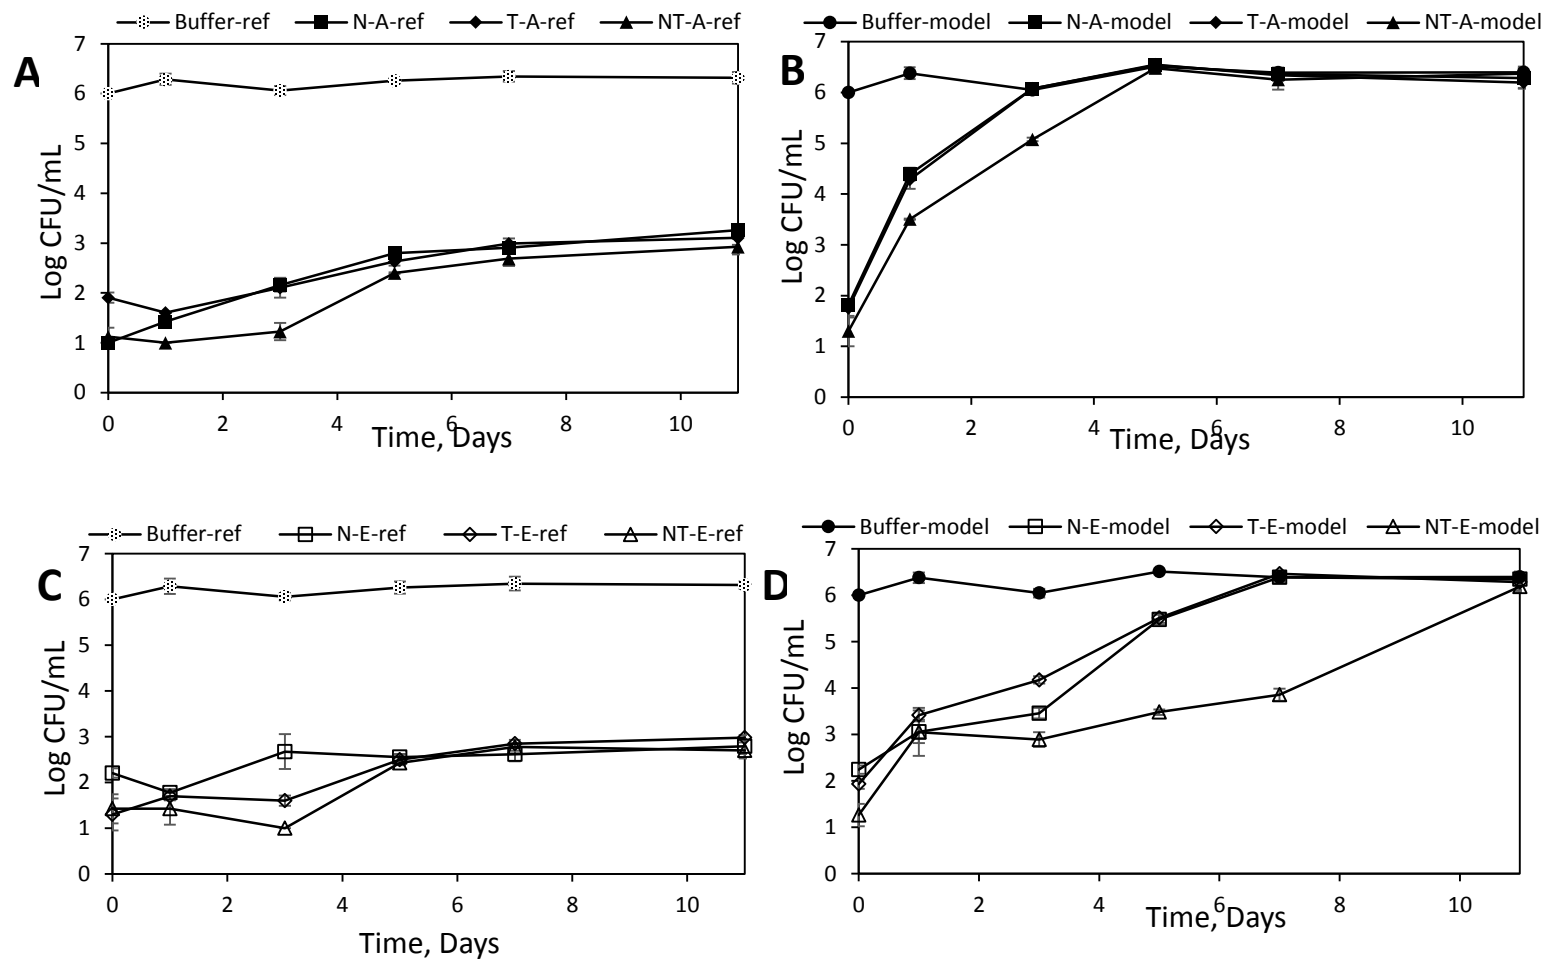 Buffer-ref N-A-ref T-A-ref NT-A-ref
A
7
6
5
4
3
2
1
0
Log CFU/mL
0 2 4 6 8 10
Time, Days
Buffer-model N-A-model T-A-model NT-A-model
B
7
6
5
4
3
2
1
0
Log CFU/mL
0 2 4 6 8 10
Time, Days
Buffer-ref N-E-ref T-E-ref NT-E-ref
C
7
6
5
4
3
2
1
0
Log CFU/mL
0 2 4 6 8 10
Time, Days
Buffer-model N-E-model T-E-model NT-E-model
D
7
6
5
4
3
2
1
0
Log CFU/mL
0 2 4 6 8 10
Time, Days